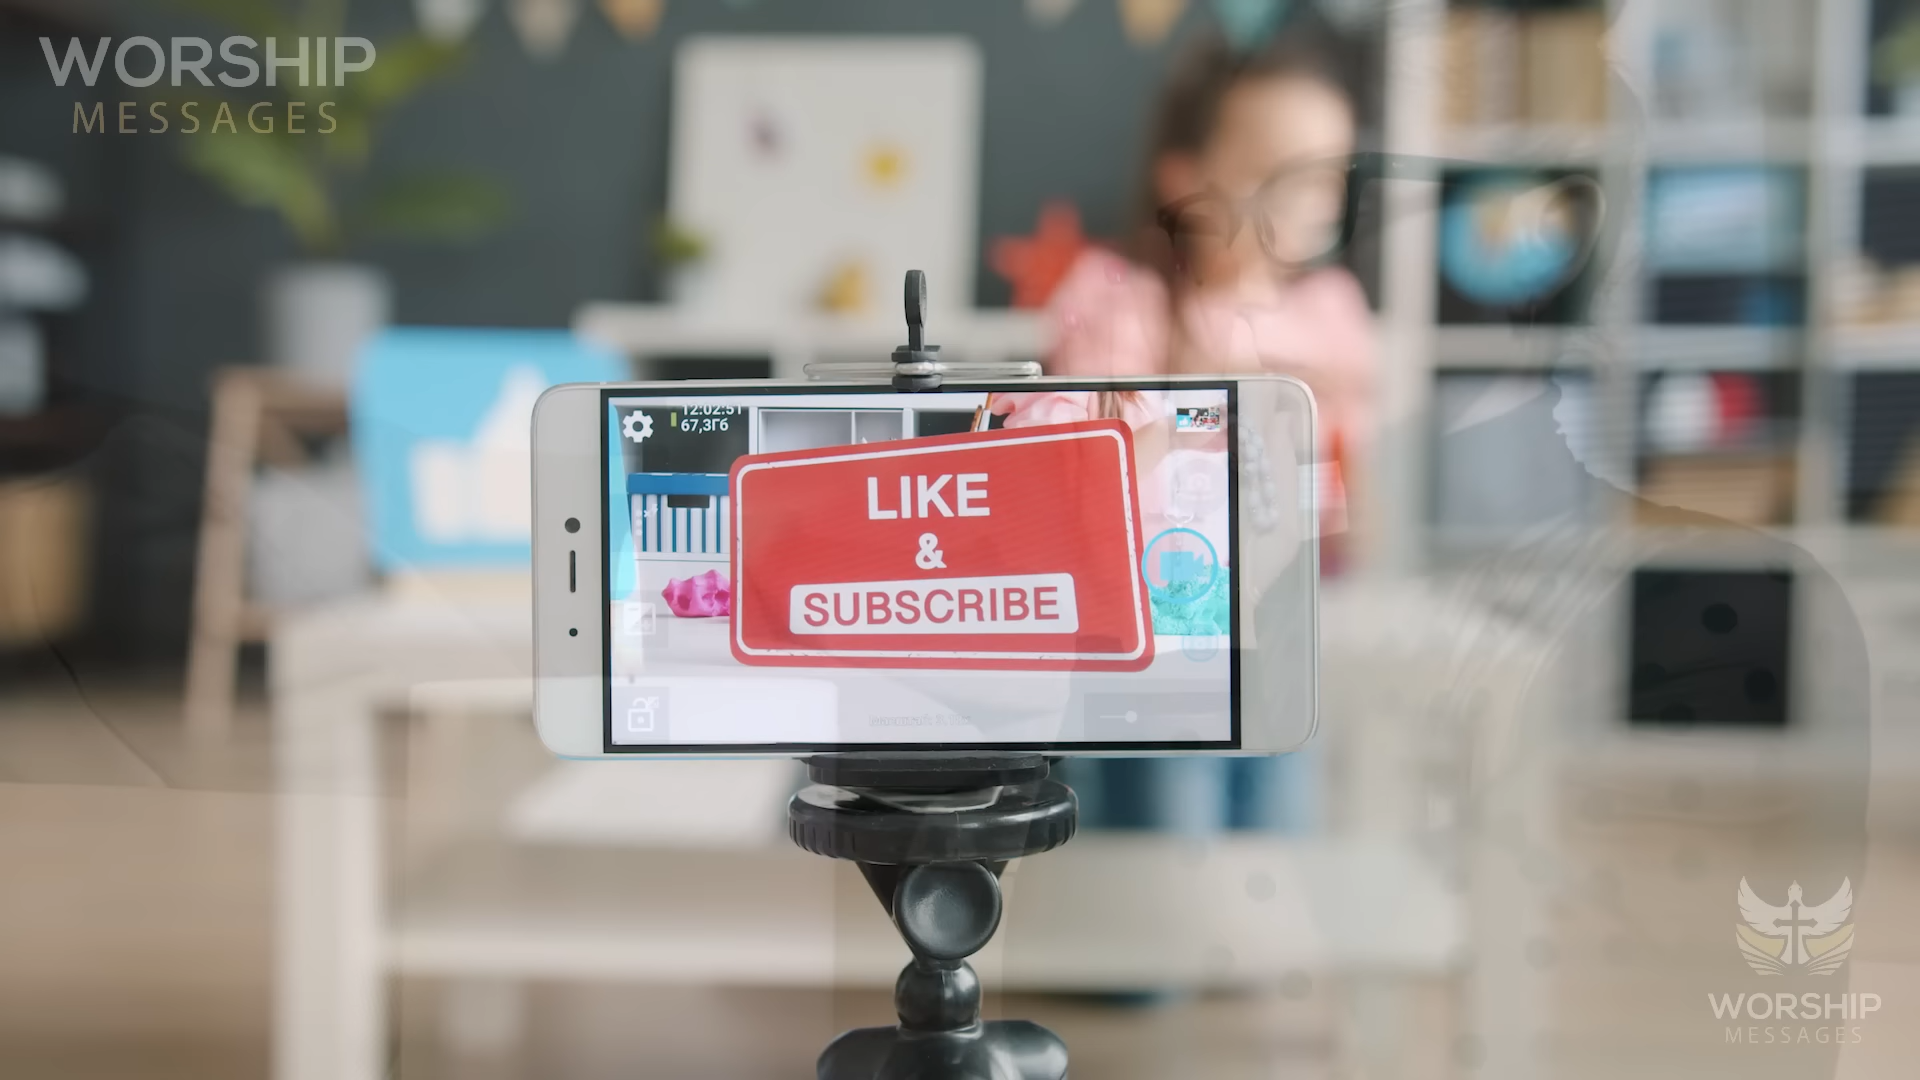 WORSHIP
MESSAGES
12:02:51
67,3Гб
LIKE
&
SUBSCRIBE
WORSHIP
MESSAGES